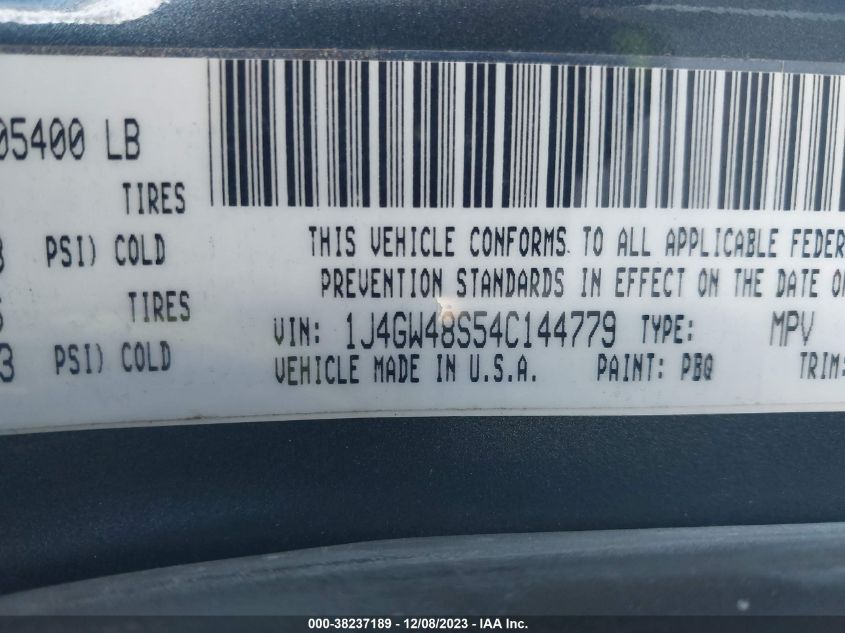 05400 LB
TIRES
PSI) COLD
TIRES
3 PSI) COLD
THIS VEHICLE CONFORMS TO ALL APPLICABLE FEDER
PREVENTION STANDARDS IN EFFECT ON THE DATE O
VIN: 1J4GW48S54C144779 TYPE: MPV
VEHICLE MADE IN U.S.A. PAINT: PBQ TRIM:
000-38237189 - 12/08/2023 - IAA Inc.